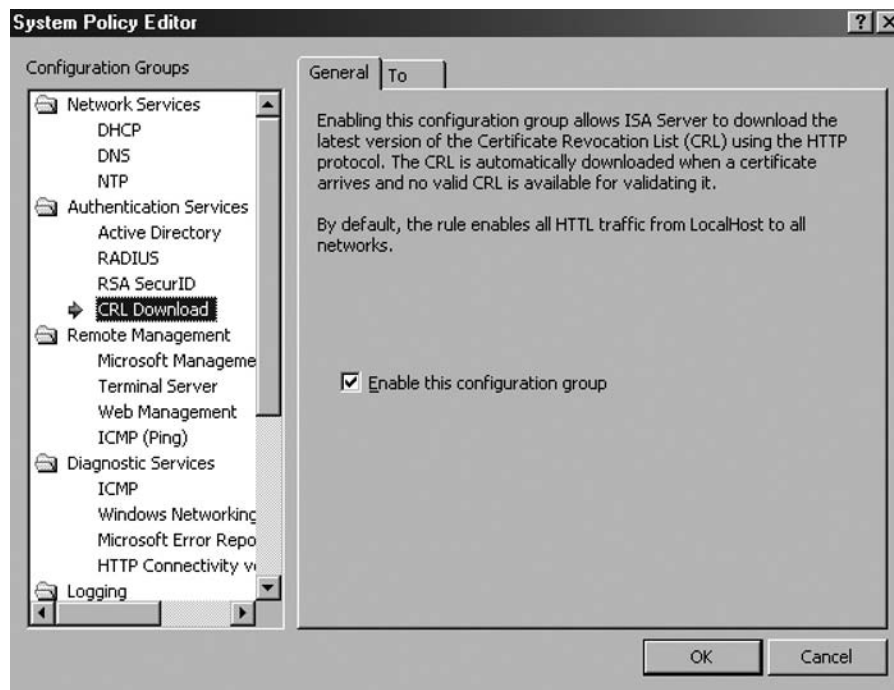 System Policy Editor
Configuration Groups
Network Services
DHCP
DNS
NTP
Authentication Services
Active Directory
RADIUS
RSA SecurID
CRL Download
Remote Management
Microsoft Manageme
Terminal Server
Web Management
ICMP (Ping)
Diagnostic Services
ICMP
Windows Networking
Microsoft Error Repo
HTTP Connectivity v
Logging
General
To
Enabling this configuration group allows ISA Server to download the
latest version of the Certificate Revocation List (CRL) using the HTTP
protocol. The CRL is automatically downloaded when a certificate
arrives and no valid CRL is available for validating it.
By default, the rule enables all HTTL traffic from LocalHost to all
networks.
Enable this configuration group
OK
Cancel